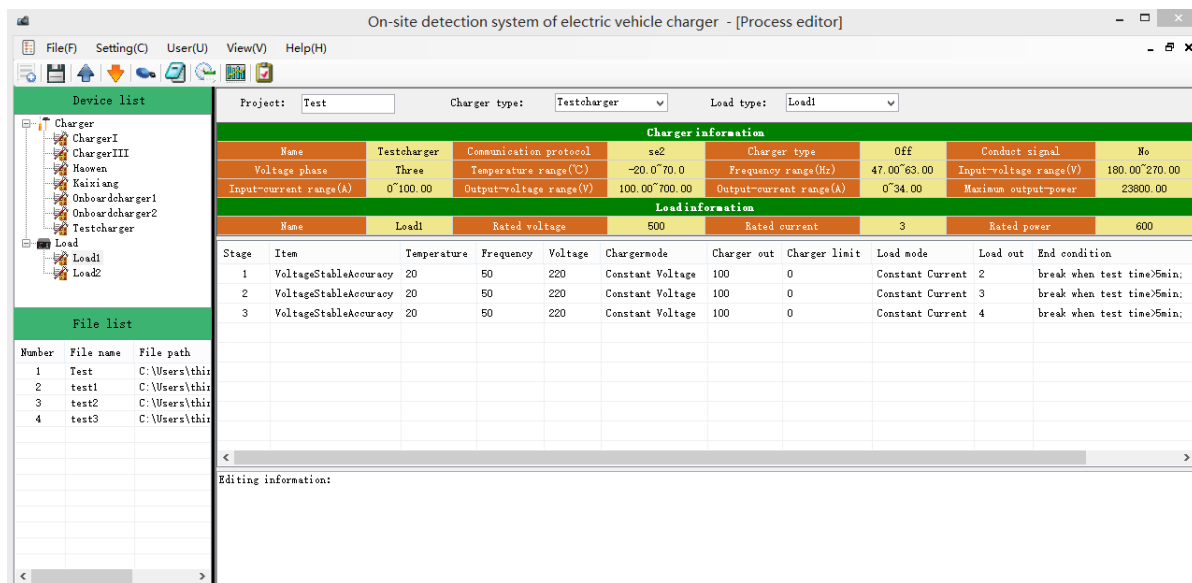 On-site detection system of electric vehicle charger - [Process editor]
File(F) Setting(C) User(U) View(V) Help(H)
Device list
Charger
ChargerI
ChargerIII
Haowen
Kaixiang
Onboardcharger1
Onboardcharger2
Testcharger
Load
Load1
Load2
File list
Number File name File path
1 Test C:\Users\thir
2 test1 C:\Users\thir
3 test2 C:\Users\thir
4 test3 C:\Users\thir
Project: Test Charger type: Testcharger Load type: Load1
Charger information
Name Testcharger Communication protocol se2 Charger type Off Conduct signal No
Voltage phase Three Temperature range(℃) -20.0~70.0 Frequency range(Hz) 47.00~63.00 Input-voltage range(V) 180.00~270.00
Input-current range(A) 0~100.00 Output-voltage range(V) 100.00~700.00 Output-current range(A) 0~34.00 Maximum output-power 23800.00
Load information
Name Load1 Rated voltage 500 Rated current 3 Rated power 600
Stage Item Temperature Frequency Voltage Chargermode Charger out Charger limit Load mode Load out End condition
1 VoltageStableAccuracy 20 50 220 Constant Voltage 100 0 Constant Current 2 break when test time>5min;
2 VoltageStableAccuracy 20 50 220 Constant Voltage 100 0 Constant Current 3 break when test time>5min;
3 VoltageStableAccuracy 20 50 220 Constant Voltage 100 0 Constant Current 4 break when test time>5min;
Editing information: